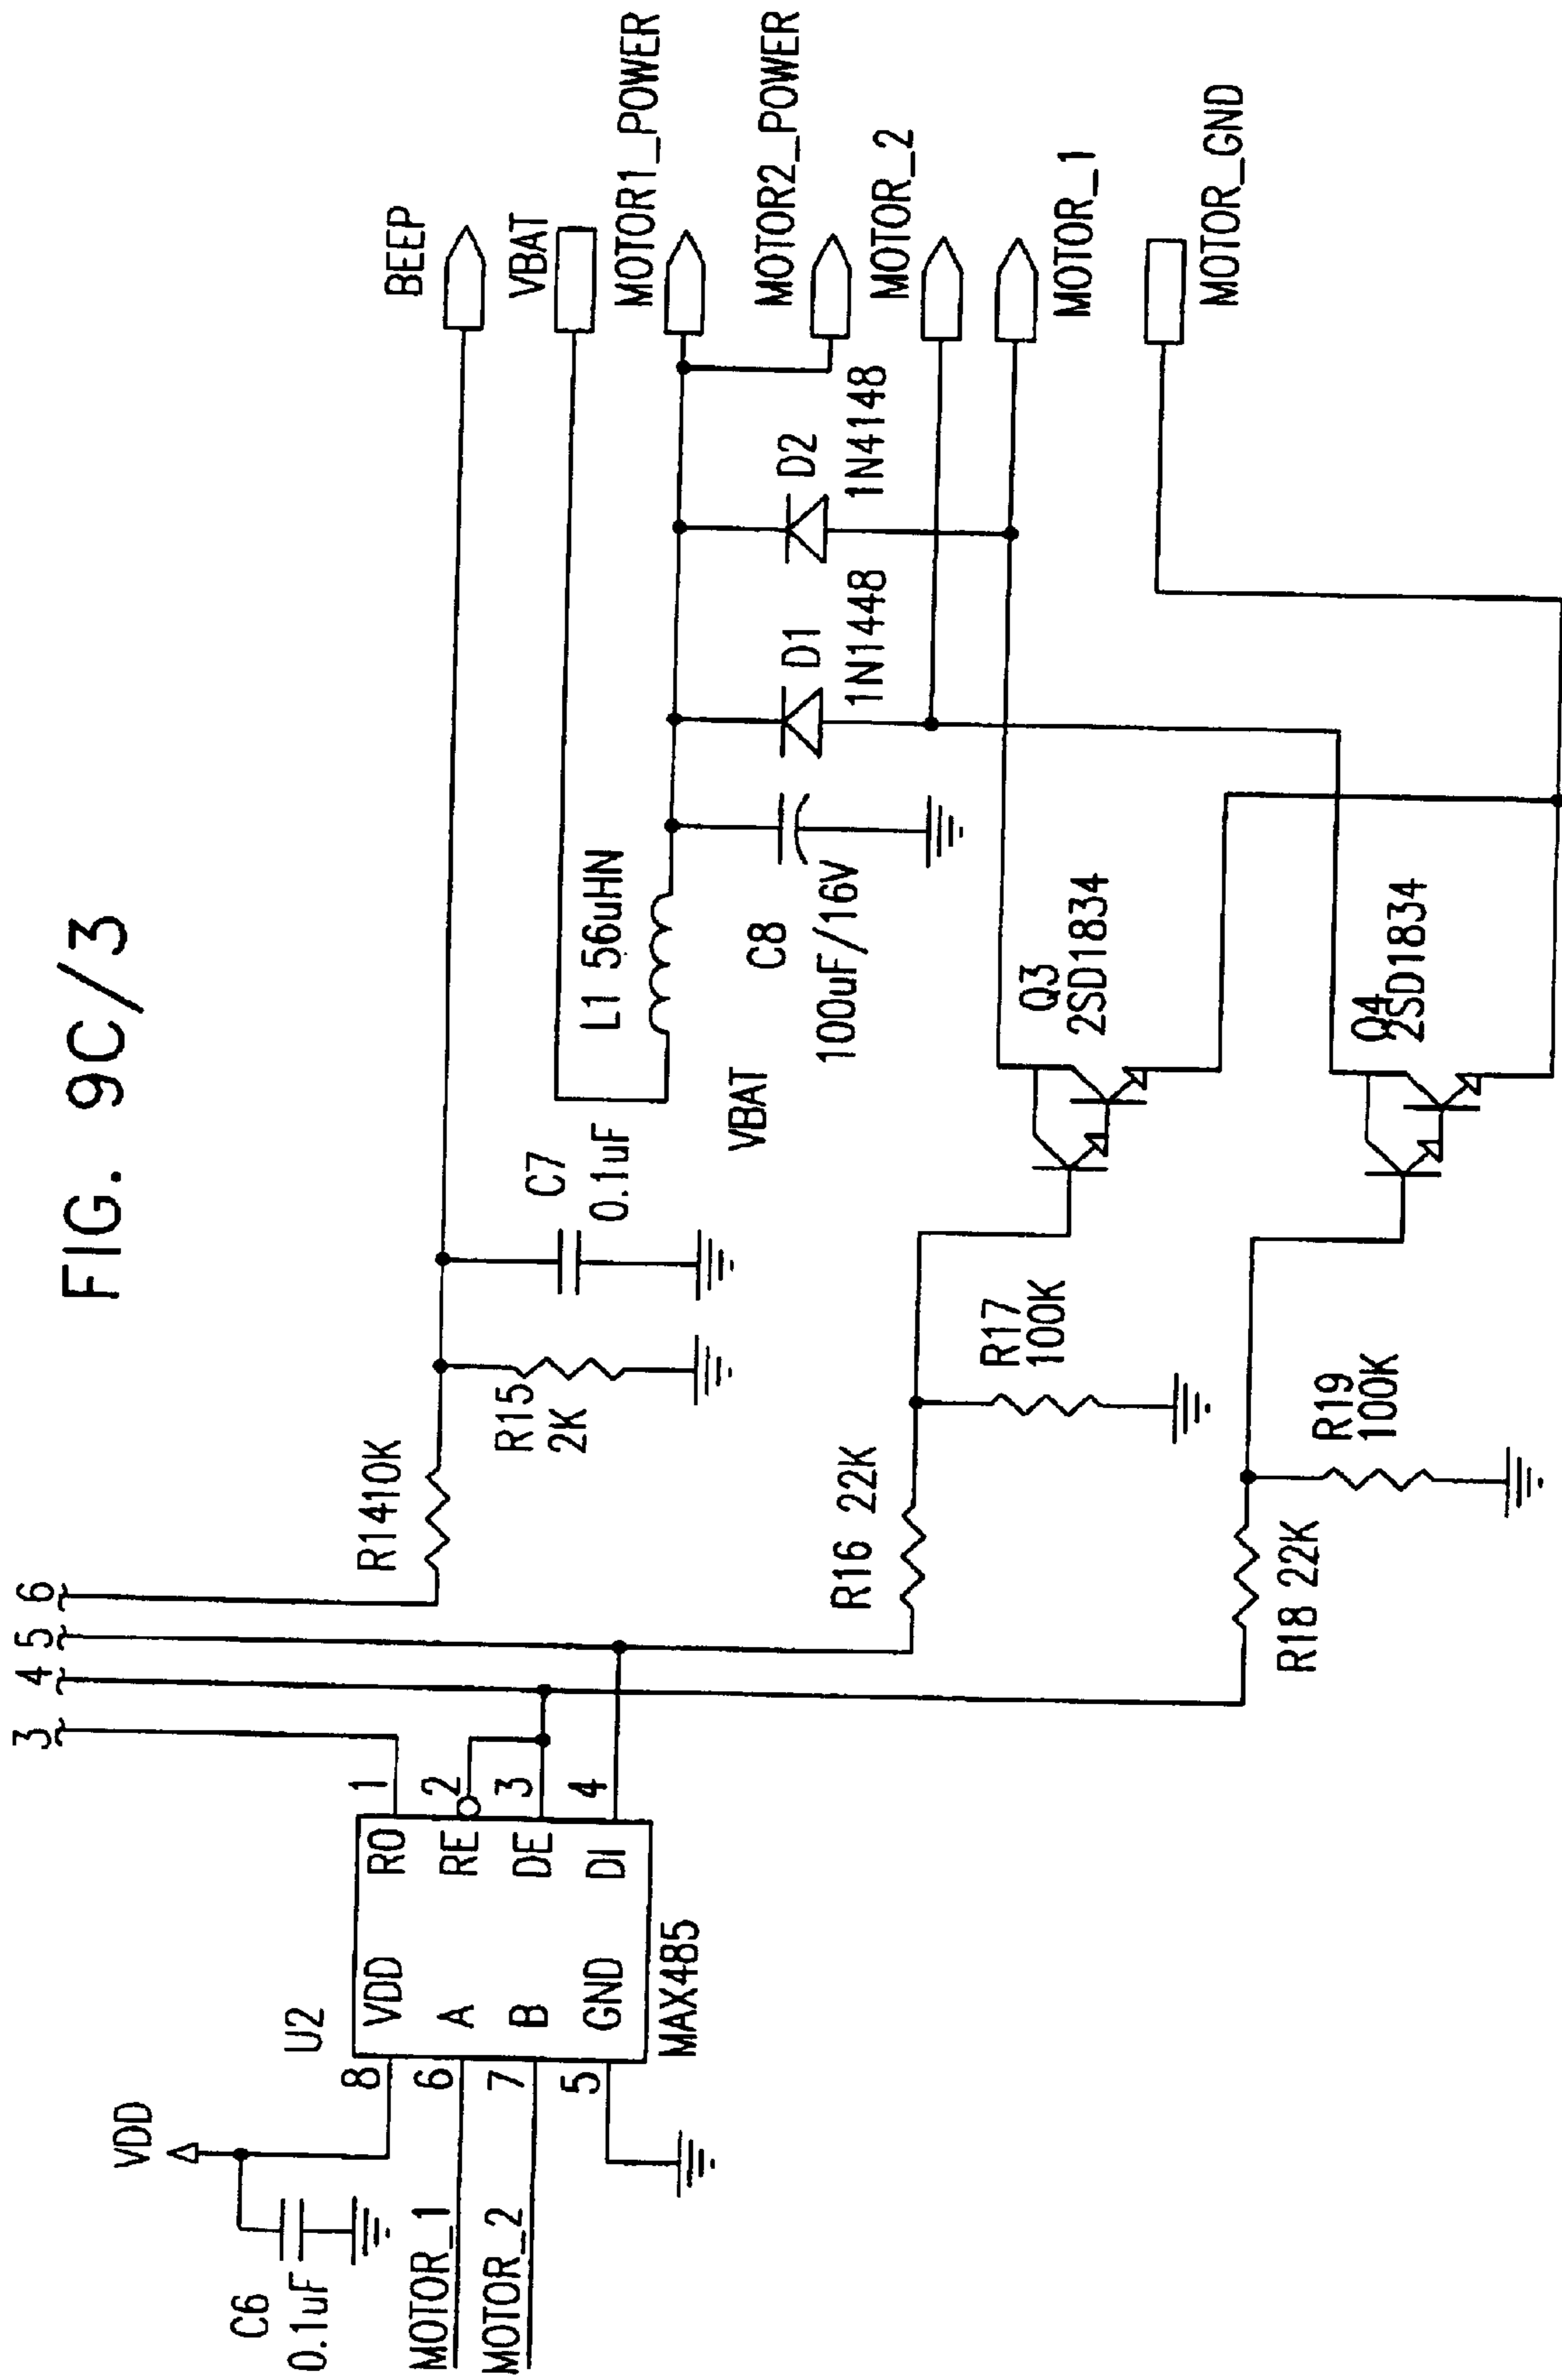 FIG. 9C/3
3
4
5
6
VDD
C6
0.1uF
U2
8
VDD
RO
1
6
A
RE
2
7
B
DE
3
5
GND
DI
4
MAX485
MOTOR_1
MOTOR_2
R1410K
R15
2K
C7
0.1uF
BEEP
VBAT
L1 56uHN
MOTOR1_POWER
VBAT
C8
100uF/16V
D1
1N1448
D2
1N4148
MOTOR2_POWER
MOTOR_2
MOTOR_1
R16 22K
R17
100K
Q3
2SD1834
MOTOR_GND
R18 22K
R19
100K
Q4
2SD1834